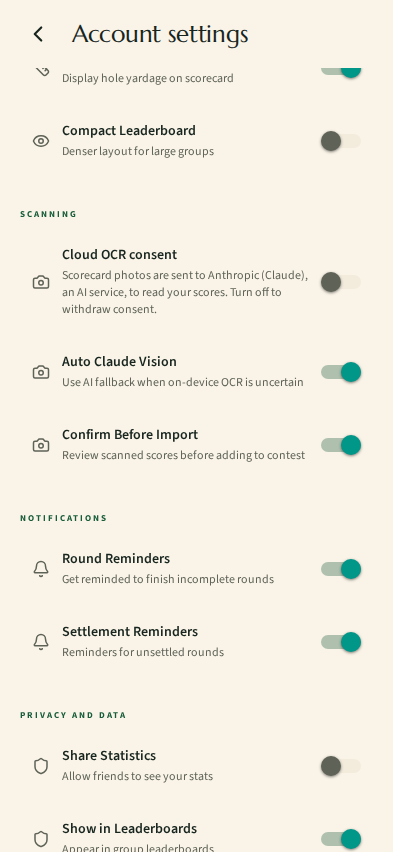 Account settings
Display hole yardage on scorecard
Compact Leaderboard
Denser layout for large groups
SCANNING
Cloud OCR consent
Scorecard photos are sent to Anthropic (Claude),
an AI service, to read your scores. Turn off to
withdraw consent.
Auto Claude Vision
Use AI fallback when on-device OCR is uncertain
Confirm Before Import
Review scanned scores before adding to contest
NOTIFICATIONS
Round Reminders
Get reminded to finish incomplete rounds
Settlement Reminders
Reminders for unsettled rounds
PRIVACY AND DATA
Share Statistics
Allow friends to see your stats
Show in Leaderboards
Appear in group leaderboards